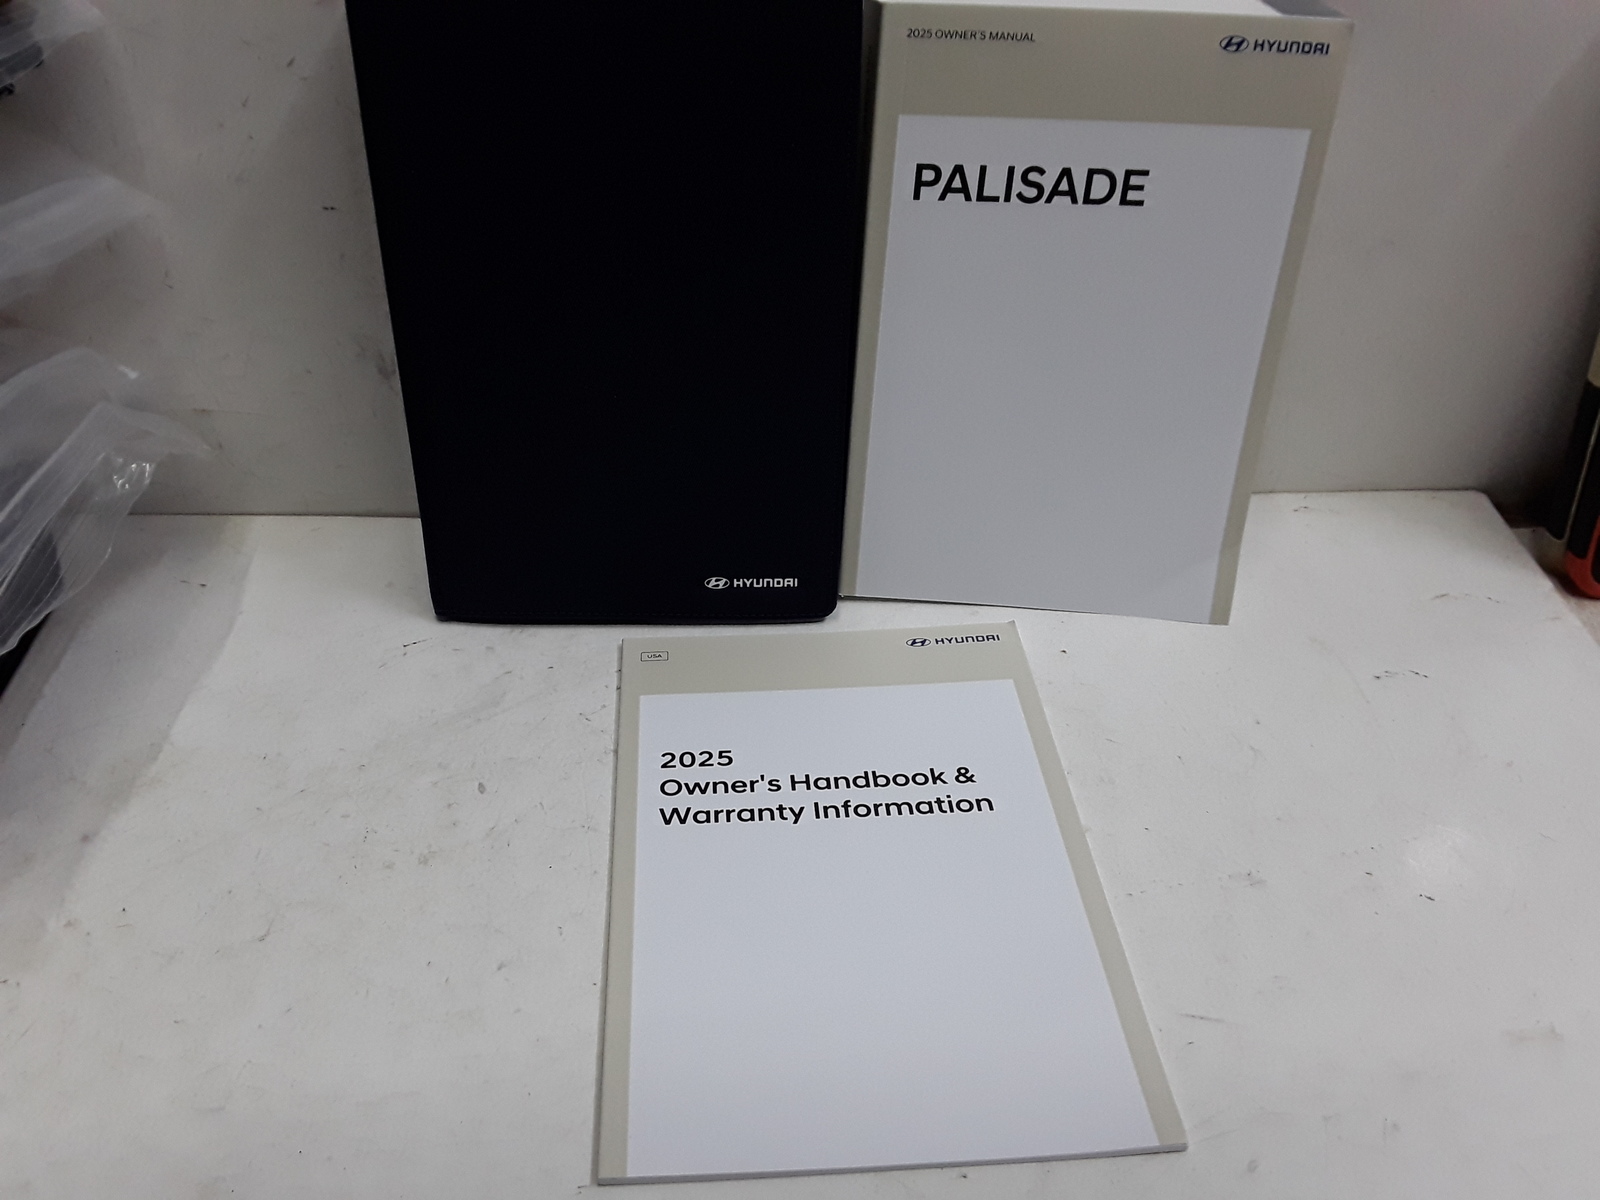 2025 OWNER'S MANUAL
HYUNDAI
PALISADE
HYUNDAI
USA
HYUNDAI
2025
Owner's Handbook &
Warranty Information